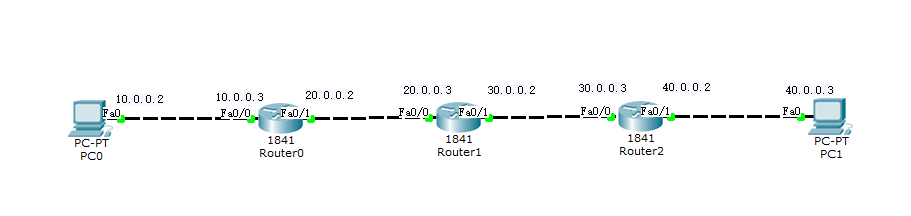 10.0.0.2
10.0.0.3
20.0.0.2
20.0.0.3
30.0.0.2
30.0.0.3
40.0.0.2
40.0.0.3
Fa0
Fa0/0
Fa0/1
Fa0/0
Fa0/1
Fa0/0
Fa0/1
Fa0
PC-PT
PC0
1841
Router0
1841
Router1
1841
Router2
PC-PT
PC1